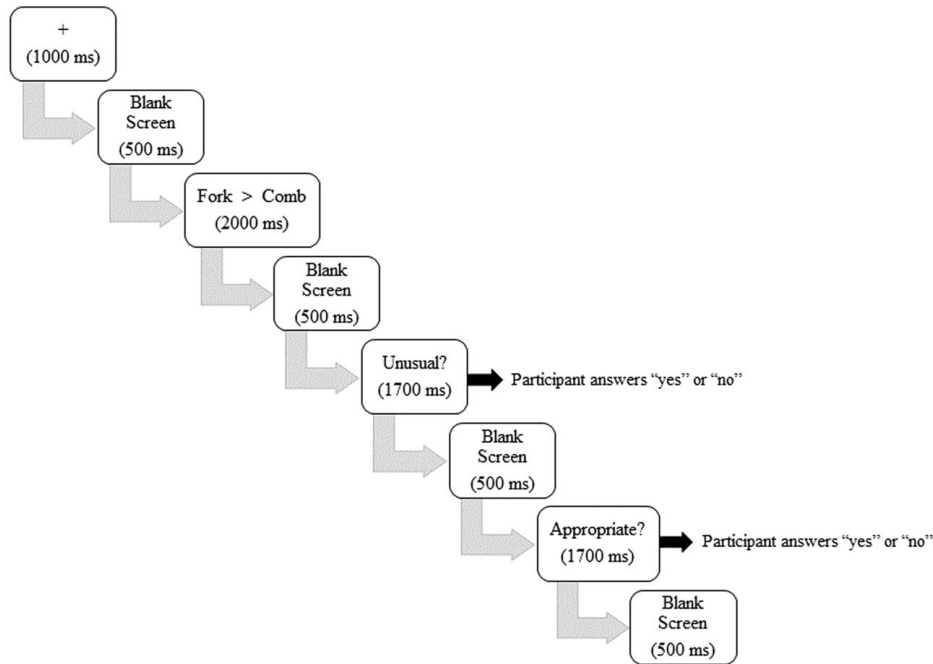 +
(1000 ms)
Blank
Screen
(500 ms)
Fork > Comb
(2000 ms)
Blank
Screen
(500 ms)
Unusual?
(1700 ms)
Participant answers “yes” or “no”
Blank
Screen
(500 ms)
Appropriate?
(1700 ms)
Participant answers “yes” or “no”
Blank
Screen
(500 ms)